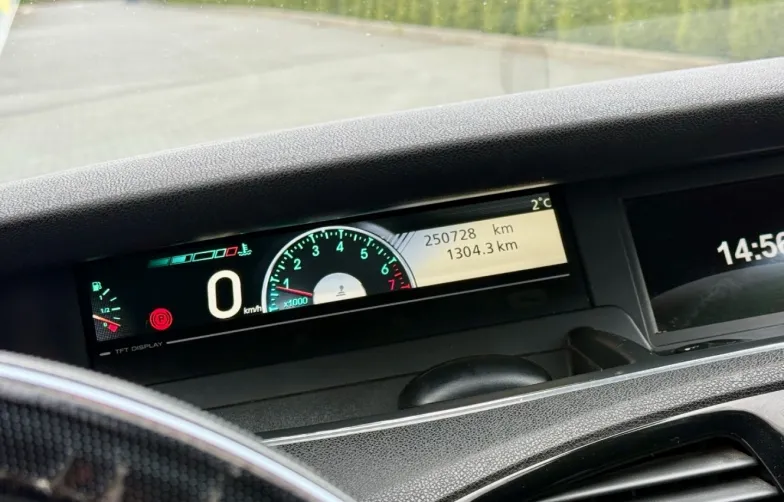 2°C
250728 km
1304.3 km
1 2 3 4 5 6 7
x1000
0 km/h
1/2
0
(P)
TFT DISPLAY
14:56